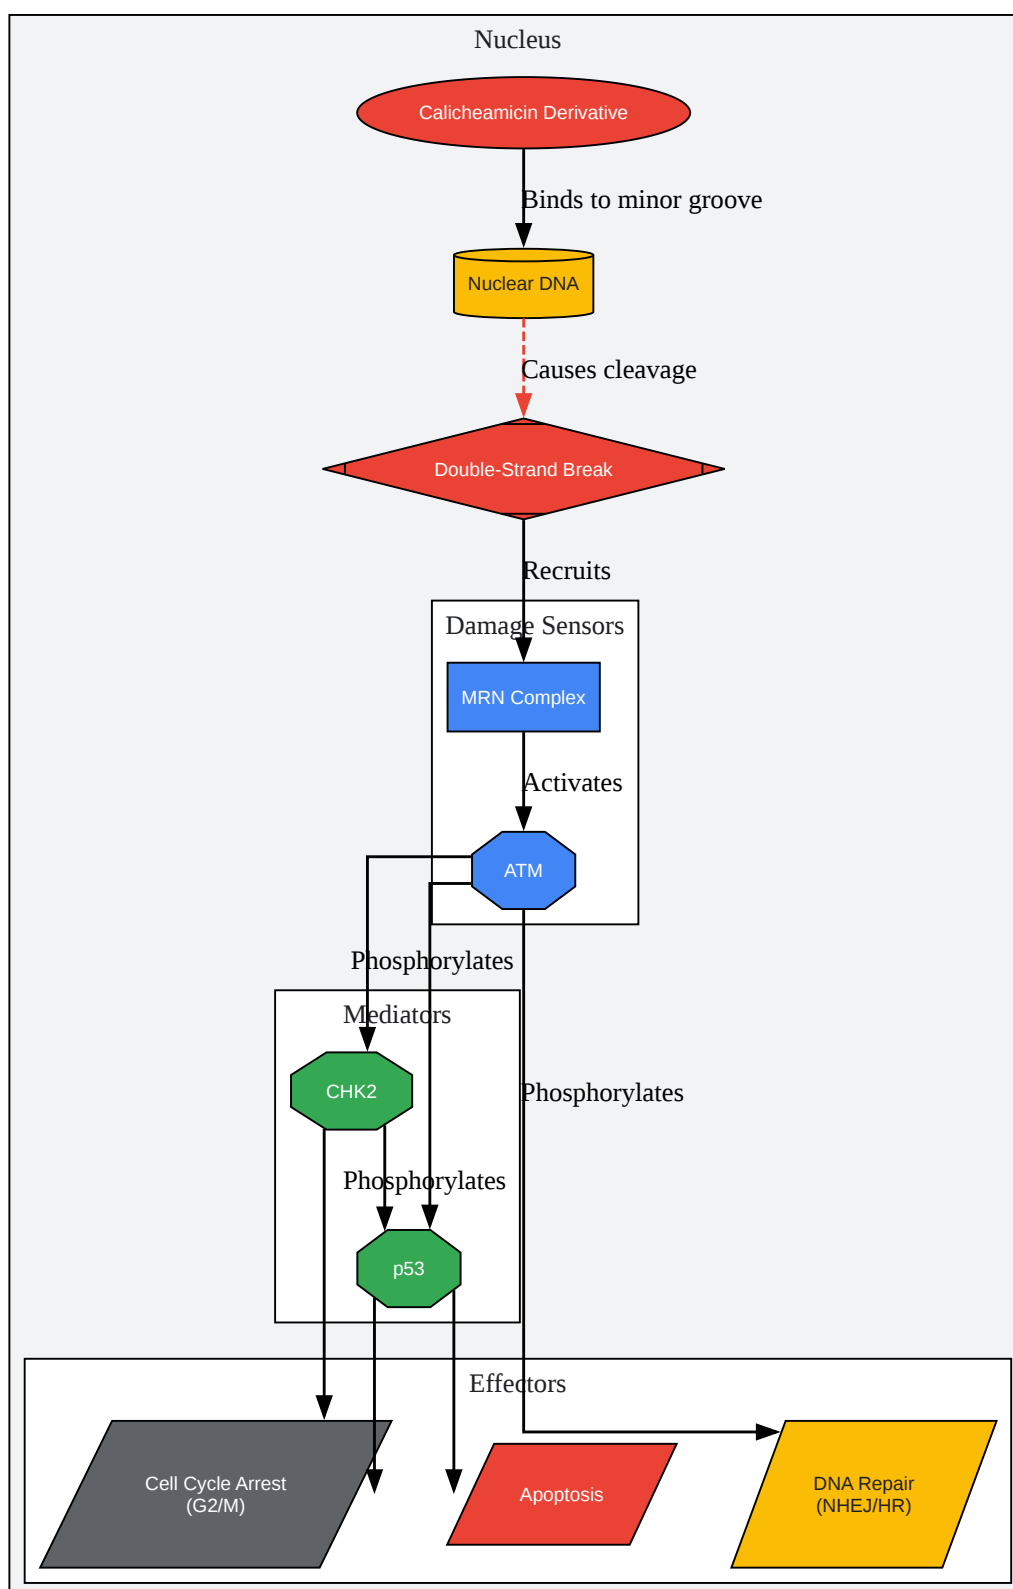 Nucleus
Calicheamicin Derivative
Binds to minor groove
Nuclear DNA
Causes cleavage
Double-Strand Break
Recruits
Damage Sensors
MRN Complex
Activates
ATM
Phosphorylates
Mediators
CHK2
Phosphorylates
Phosphorylates
p53
Effectors
Cell Cycle Arrest
(G2/M)
Apoptosis
DNA Repair
(NHEJ/HR)